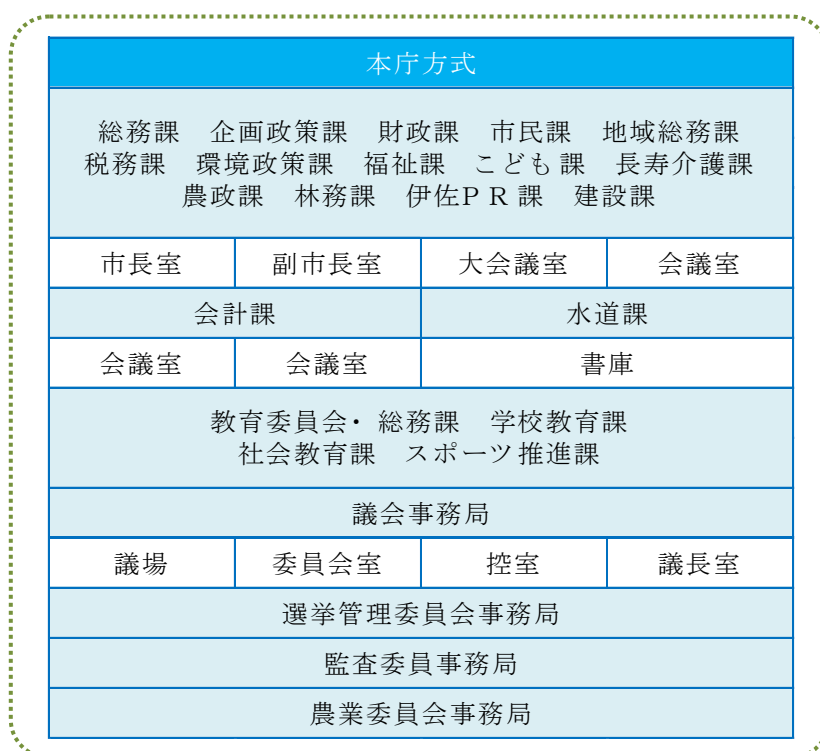 本庁方式
総務課 企画政策課 財政課 市民課 地域総務課
税務課 環境政策課 福祉課 こども課 長寿介護課
農政課 林務課 伊佐PR課 建設課
市長室 副市長室 大会議室 会議室
会計課 水道課
会議室 会議室 書庫
教育委員会・総務課 学校教育課
社会教育課 スポーツ推進課
議会事務局
議場 委員会室 控室 議長室
選挙管理委員会事務局
監査委員事務局
農業委員会事務局